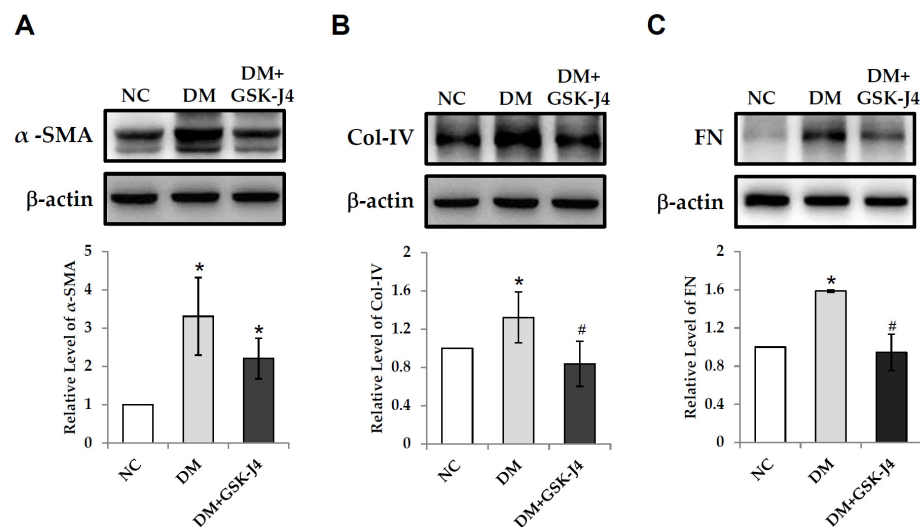 A
B
C
NC DM DM+
GSK-J4
NC DM DM+
GSK-J4
NC DM DM+
GSK-J4
α-SMA
Col-IV
FN
β-actin
β-actin
β-actin
Relative Level of α-SMA
5
4
3
2
1
0
*
*
NC
DM
DM+GSK-J4
Relative Level of Col-IV
2
1.6
1.2
0.8
0.4
0
*
#
NC
DM
DM+GSK-J4
Relative Level of FN
2
1.6
1.2
0.8
0.4
0
*
#
NC
DM
DM+GSK-J4